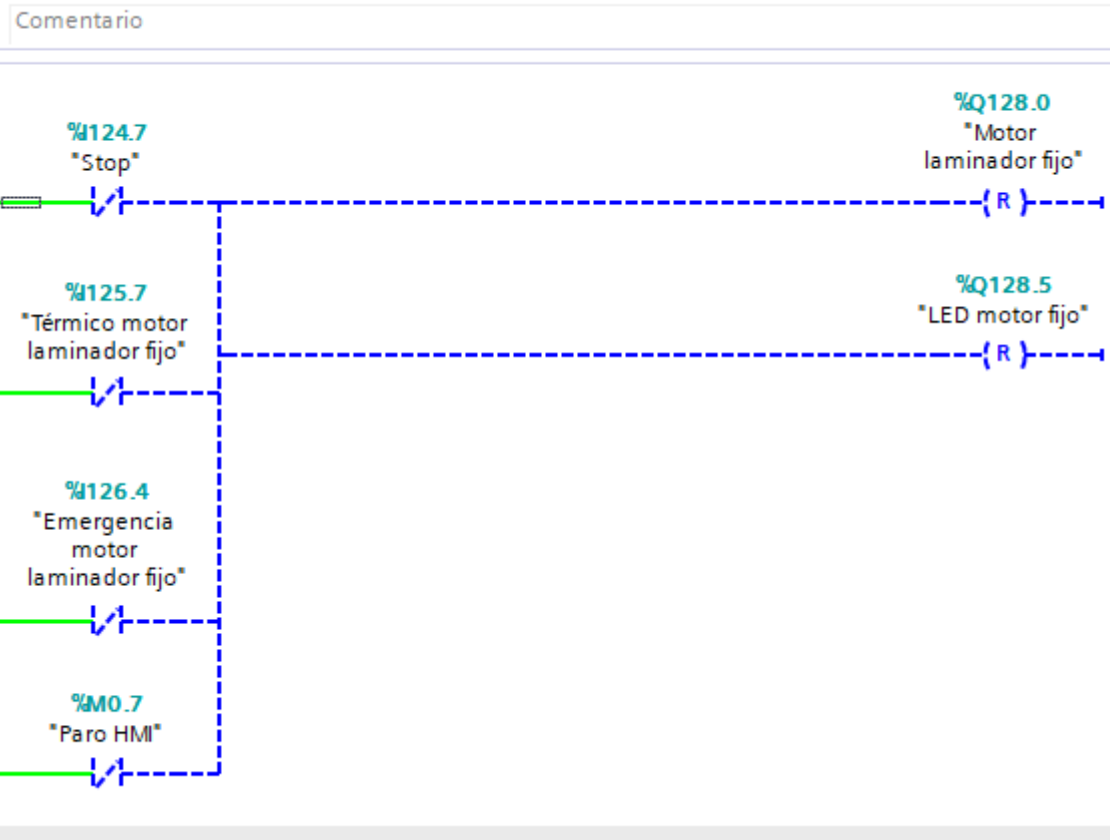 Comentario
%Q128.0
"Motor
laminador fijo"
%I124.7
"Stop"
( R )
%Q128.5
"LED motor fijo"
%I125.7
"Térmico motor
laminador fijo"
( R )
%I126.4
"Emergencia
motor
laminador fijo"
%M0.7
"Paro HMI"